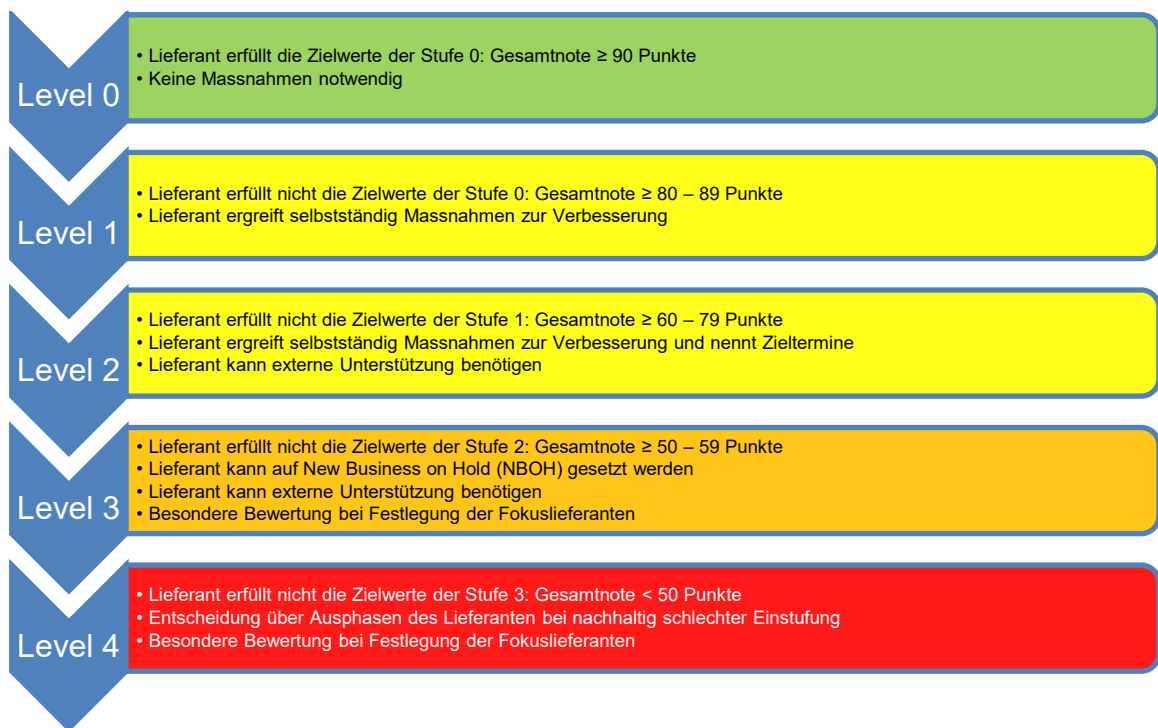 Level 0
• Lieferant erfüllt die Zielwerte der Stufe 0: Gesamtnote ≥ 90 Punkte
• Keine Massnahmen notwendig
Level 1
• Lieferant erfüllt nicht die Zielwerte der Stufe 0: Gesamtnote ≥ 80 – 89 Punkte
• Lieferant ergreift selbstständig Massnahmen zur Verbesserung
Level 2
• Lieferant erfüllt nicht die Zielwerte der Stufe 1: Gesamtnote ≥ 60 – 79 Punkte
• Lieferant ergreift selbstständig Massnahmen zur Verbesserung und nennt Zieltermine
• Lieferant kann externe Unterstützung benötigen
Level 3
• Lieferant erfüllt nicht die Zielwerte der Stufe 2: Gesamtnote ≥ 50 – 59 Punkte
• Lieferant kann auf New Business on Hold (NBOH) gesetzt werden
• Lieferant kann externe Unterstützung benötigen
• Besondere Bewertung bei Festlegung der Fokuslieferanten
Level 4
• Lieferant erfüllt nicht die Zielwerte der Stufe 3: Gesamtnote < 50 Punkte
• Entscheidung über Ausphasen des Lieferanten bei nachhaltig schlechter Einstufung
• Besondere Bewertung bei Festlegung der Fokuslieferanten